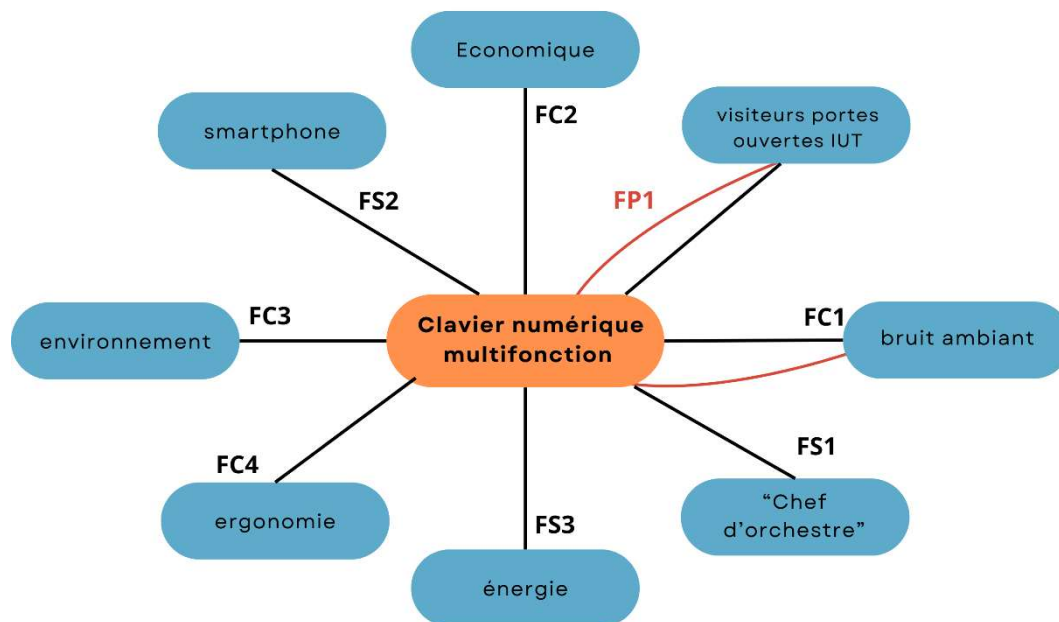 Economique
FC2
visiteurs portes
ouvertes IUT
smartphone
FS2
FP1
environnement
FC3
Clavier numérique
multifonction
FC1
bruit ambiant
FC4
ergonomie
FS3
énergie
FS1
“Chef
d’orchestre”